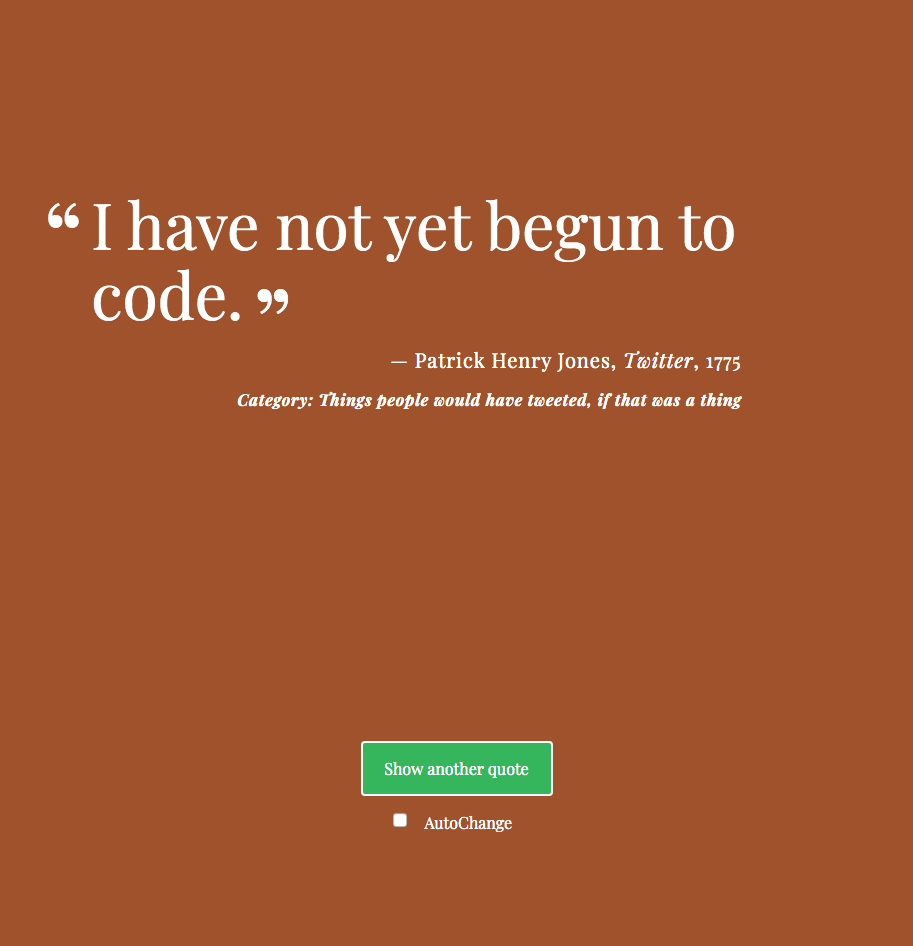 “ I have not yet begun to
code. ”
— Patrick Henry Jones, Twitter, 1775
Category: Things people would have tweeted, if that was a thing
Show another quote
AutoChange